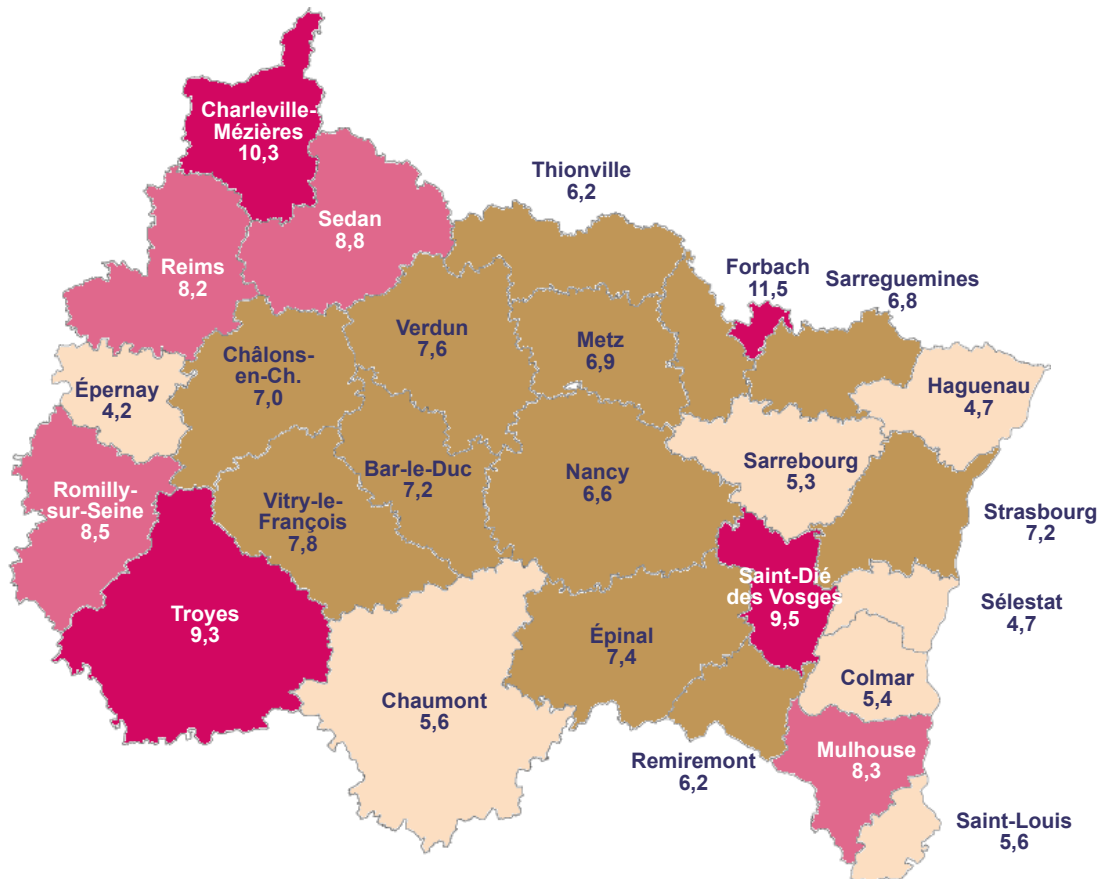 Charleville-
Mézières
10,3
Thionville
6,2
Sedan
8,8
Reims
8,2
Forbach
11,5
Sarreguemines
6,8
Verdun
7,6
Metz
6,9
Châlons-
en-Ch.
7,0
Épernay
4,2
Haguenau
4,7
Sarrebourg
5,3
Bar-le-Duc
7,2
Nancy
6,6
Romilly-
sur-Seine
8,5
Vitry-le-
François
7,8
Strasbourg
7,2
Saint-Dié
des Vosges
9,5
Sélestat
4,7
Troyes
9,3
Épinal
7,4
Colmar
5,4
Chaumont
5,6
Remiremont
6,2
Mulhouse
8,3
Saint-Louis
5,6